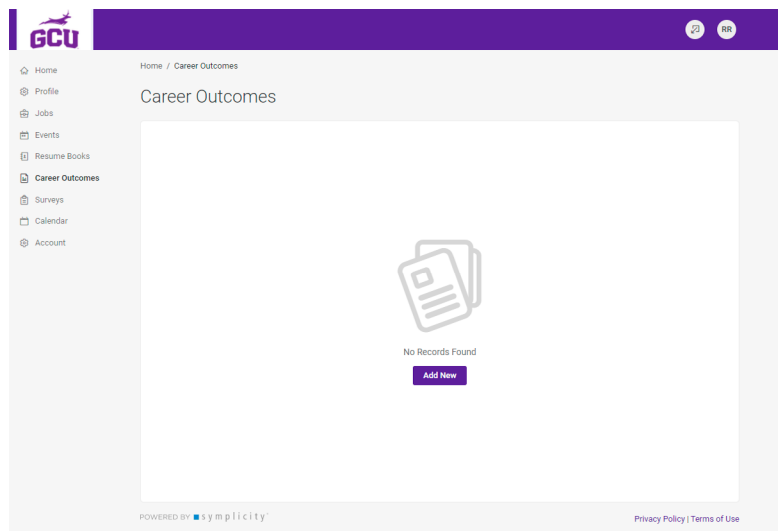 GCU
RR
Home
Profile
Jobs
Events
Resume Books
Career Outcomes
Surveys
Calendar
Account
Home / Career Outcomes
Career Outcomes
No Records Found
Add New
POWERED BY symplicity
Privacy Policy | Terms of Use